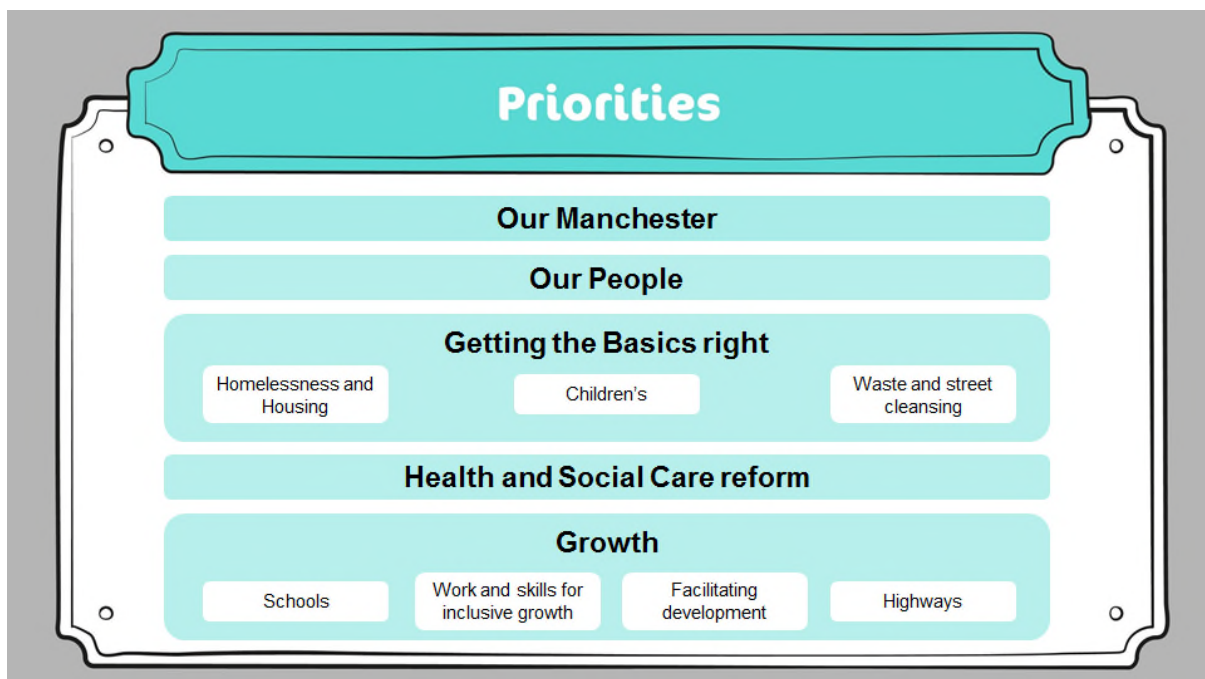 Priorities
Our Manchester
Our People
Getting the Basics right
Homelessness and
Housing
Children's
Waste and street
cleansing
Health and Social Care reform
Growth
Schools
Work and skills for
inclusive growth
Facilitating
development
Highways